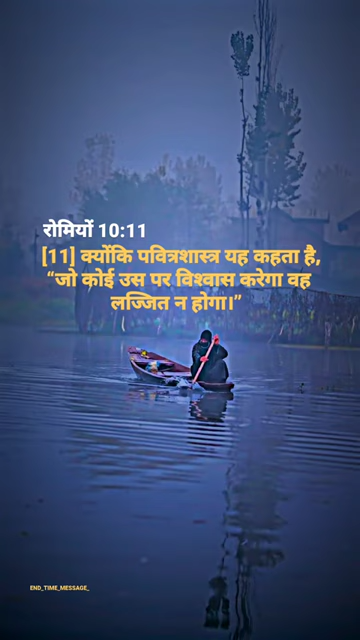 रोमियों 10:11
[11] क्योंकि पवित्रशास्त्र यह कहता है,
“जो कोई उस पर विश्वास करेगा वह
लज्जित न होगा।”
END_TIME_MESSAGE_